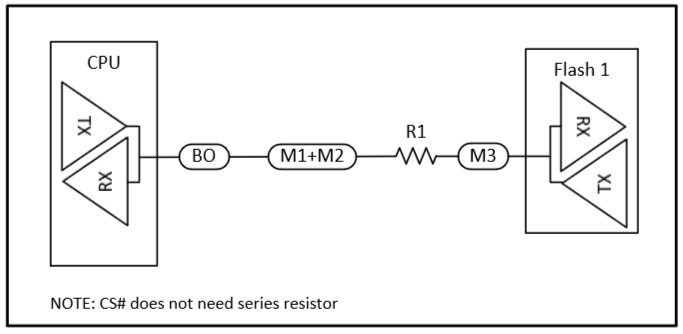 CPU
Flash 1
TX
RX
BO
M1+M2
R1
M3
RX
TX
NOTE: CS# does not need series resistor